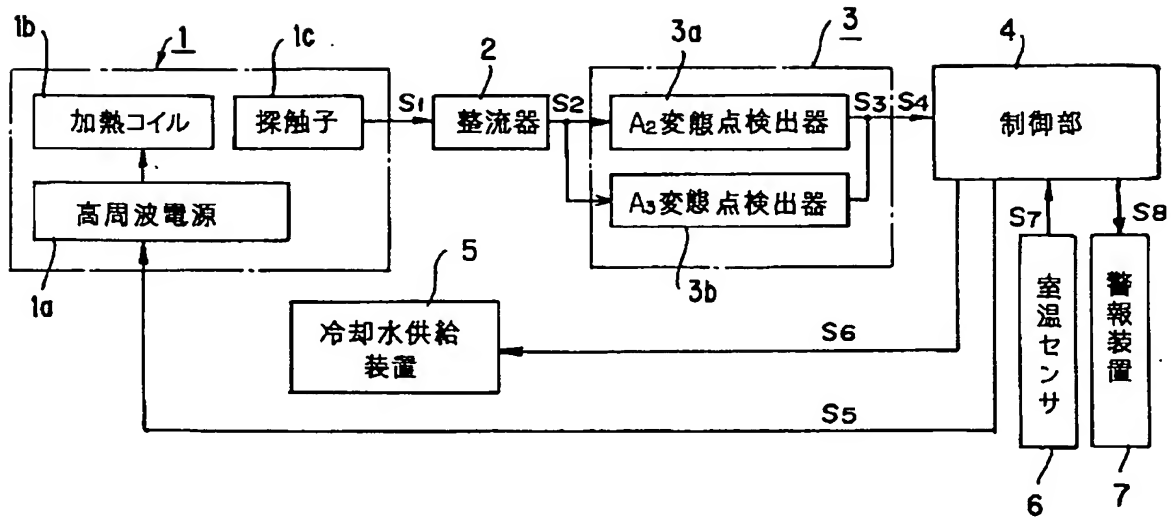 1b
1
1c
3a
3
4
2
加熱コイル
探触子
S1
整流器
S2
A2変態点検出器
S3
S4
制御部
高周波電源
A3変態点検出器
S7
S8
1a
5
3b
冷却水供給
装置
S6
室温センサ
警報装置
S5
6
7